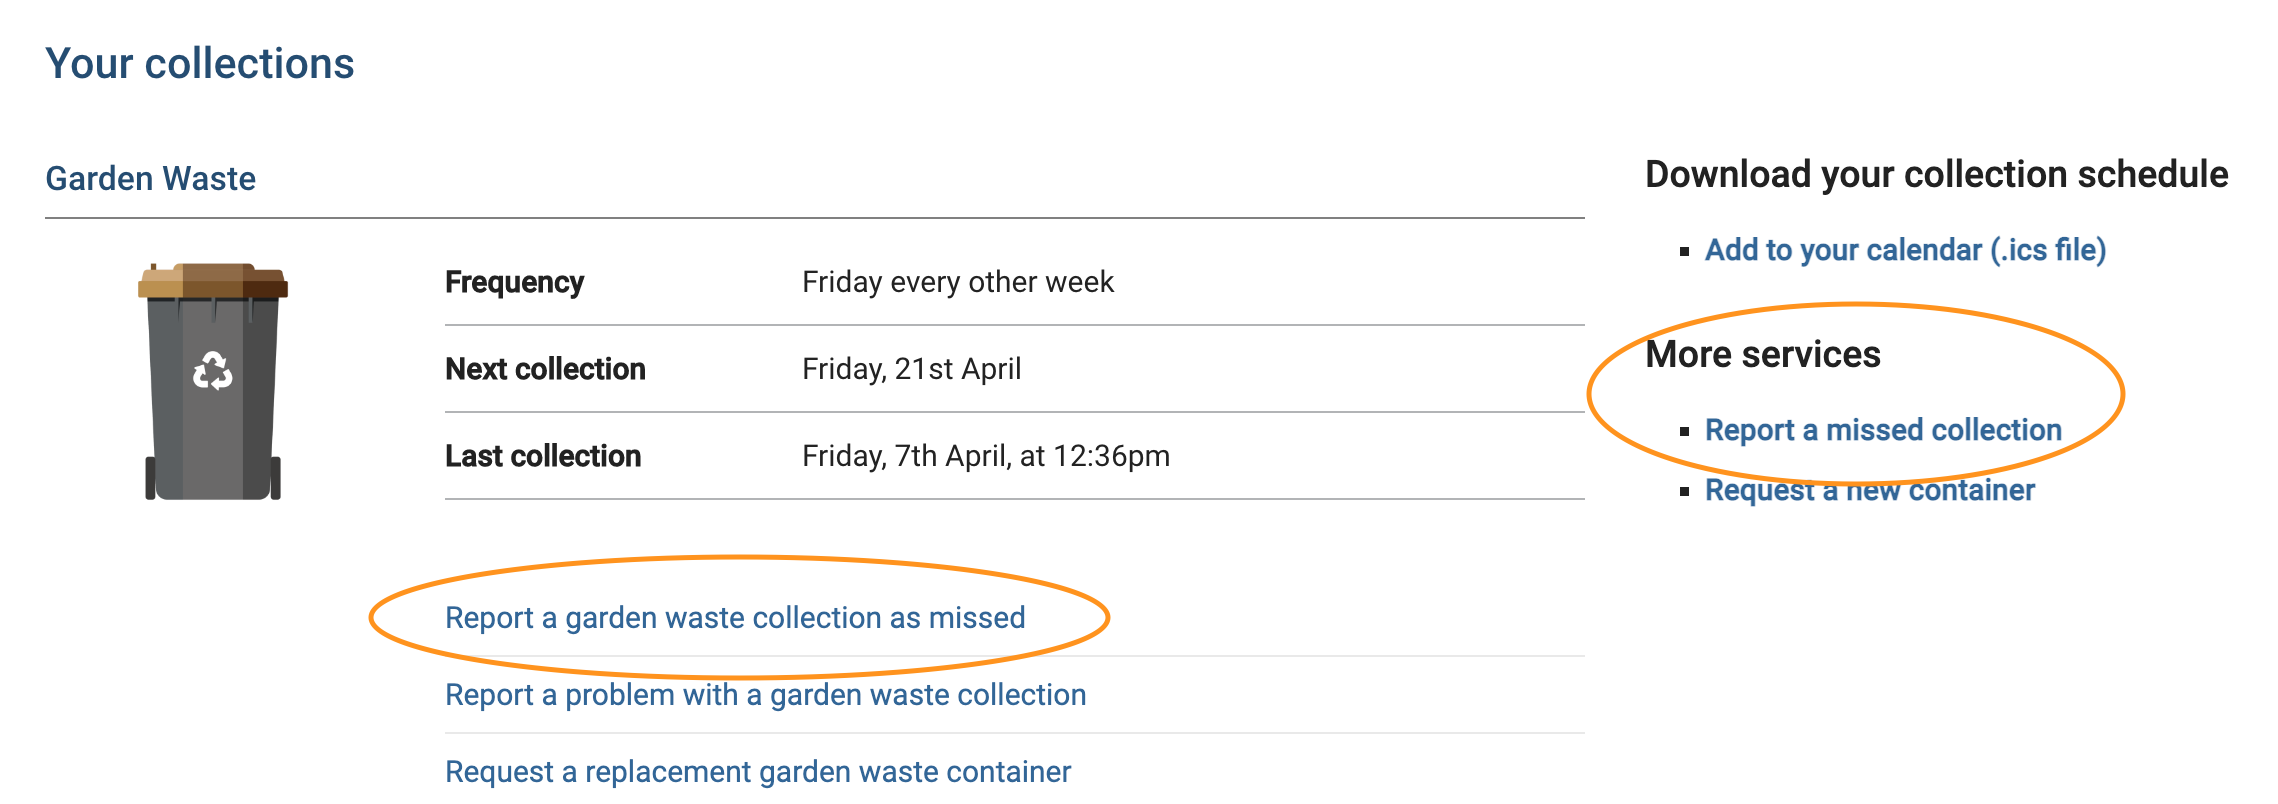 Your collections
Garden Waste
Frequency Friday every other week
Next collection Friday, 21st April
Last collection Friday, 7th April, at 12:36pm
Report a garden waste collection as missed
Report a problem with a garden waste collection
Request a replacement garden waste container
Download your collection schedule
Add to your calendar (.ics file)
More services
Report a missed collection
Request a new container